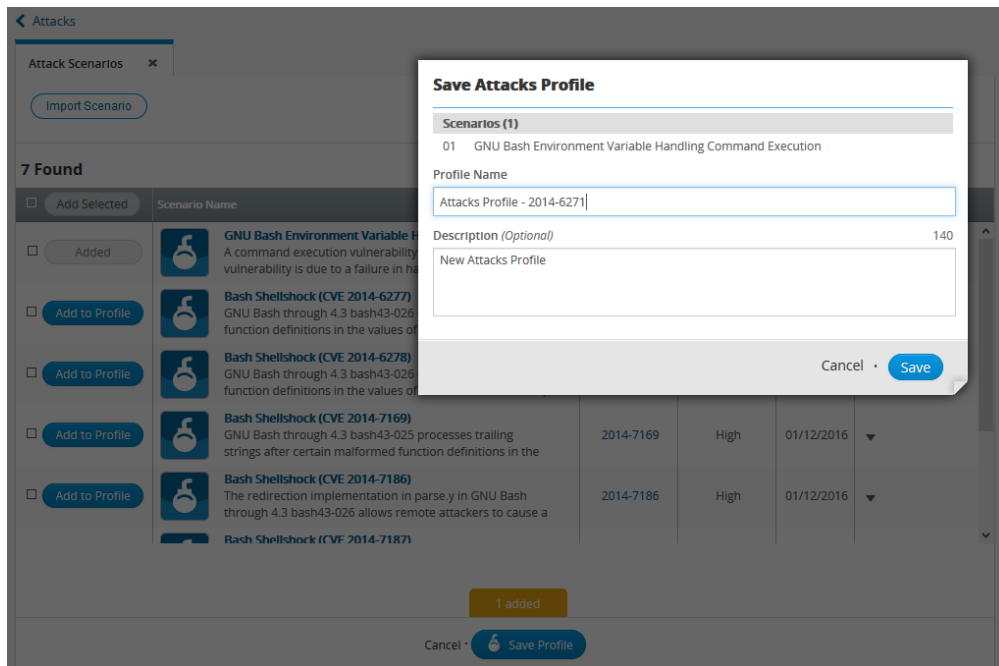 Attacks
Attack Scenarios ×
Import Scenario
7 Found
Add Selected Scenario Name
Added
GNU Bash Environment Variable H
A command execution vulnerability
vulnerability is due to a failure in ha
Add to Profile
Bash Shellshock (CVE 2014-6277)
GNU Bash through 4.3 bash43-026
function definitions in the values of
Add to Profile
Bash Shellshock (CVE 2014-6278)
GNU Bash through 4.3 bash43-026
function definitions in the values of
Add to Profile
Bash Shellshock (CVE 2014-7169)
GNU Bash through 4.3 bash43-025 processes trailing
strings after certain malformed function definitions in the
2014-7169 High 01/12/2016
Add to Profile
Bash Shellshock (CVE 2014-7186)
The redirection implementation in parse.y in GNU Bash
through 4.3 bash43-026 allows remote attackers to cause a
2014-7186 High 01/12/2016
Bash Shellshock (CVE 2014-7187)
1 added
Cancel · Save Profile
Save Attacks Profile
Scenarios (1)
01 GNU Bash Environment Variable Handling Command Execution
Profile Name
Attacks Profile - 2014-6271
Description (Optional) 140
New Attacks Profile
Cancel · Save